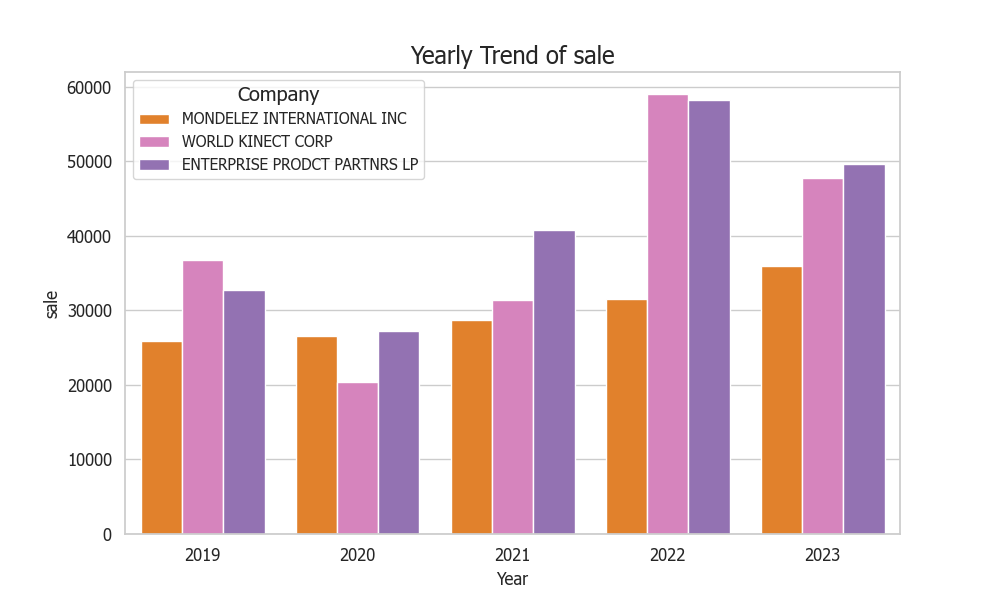 Yearly Trend of sale
Company
MONDELEZ INTERNATIONAL INC
WORLD KINECT CORP
ENTERPRISE PRODCT PARTNRS LP
60000
50000
40000
30000
20000
10000
0
sale
2019 2020 2021 2022 2023
Year